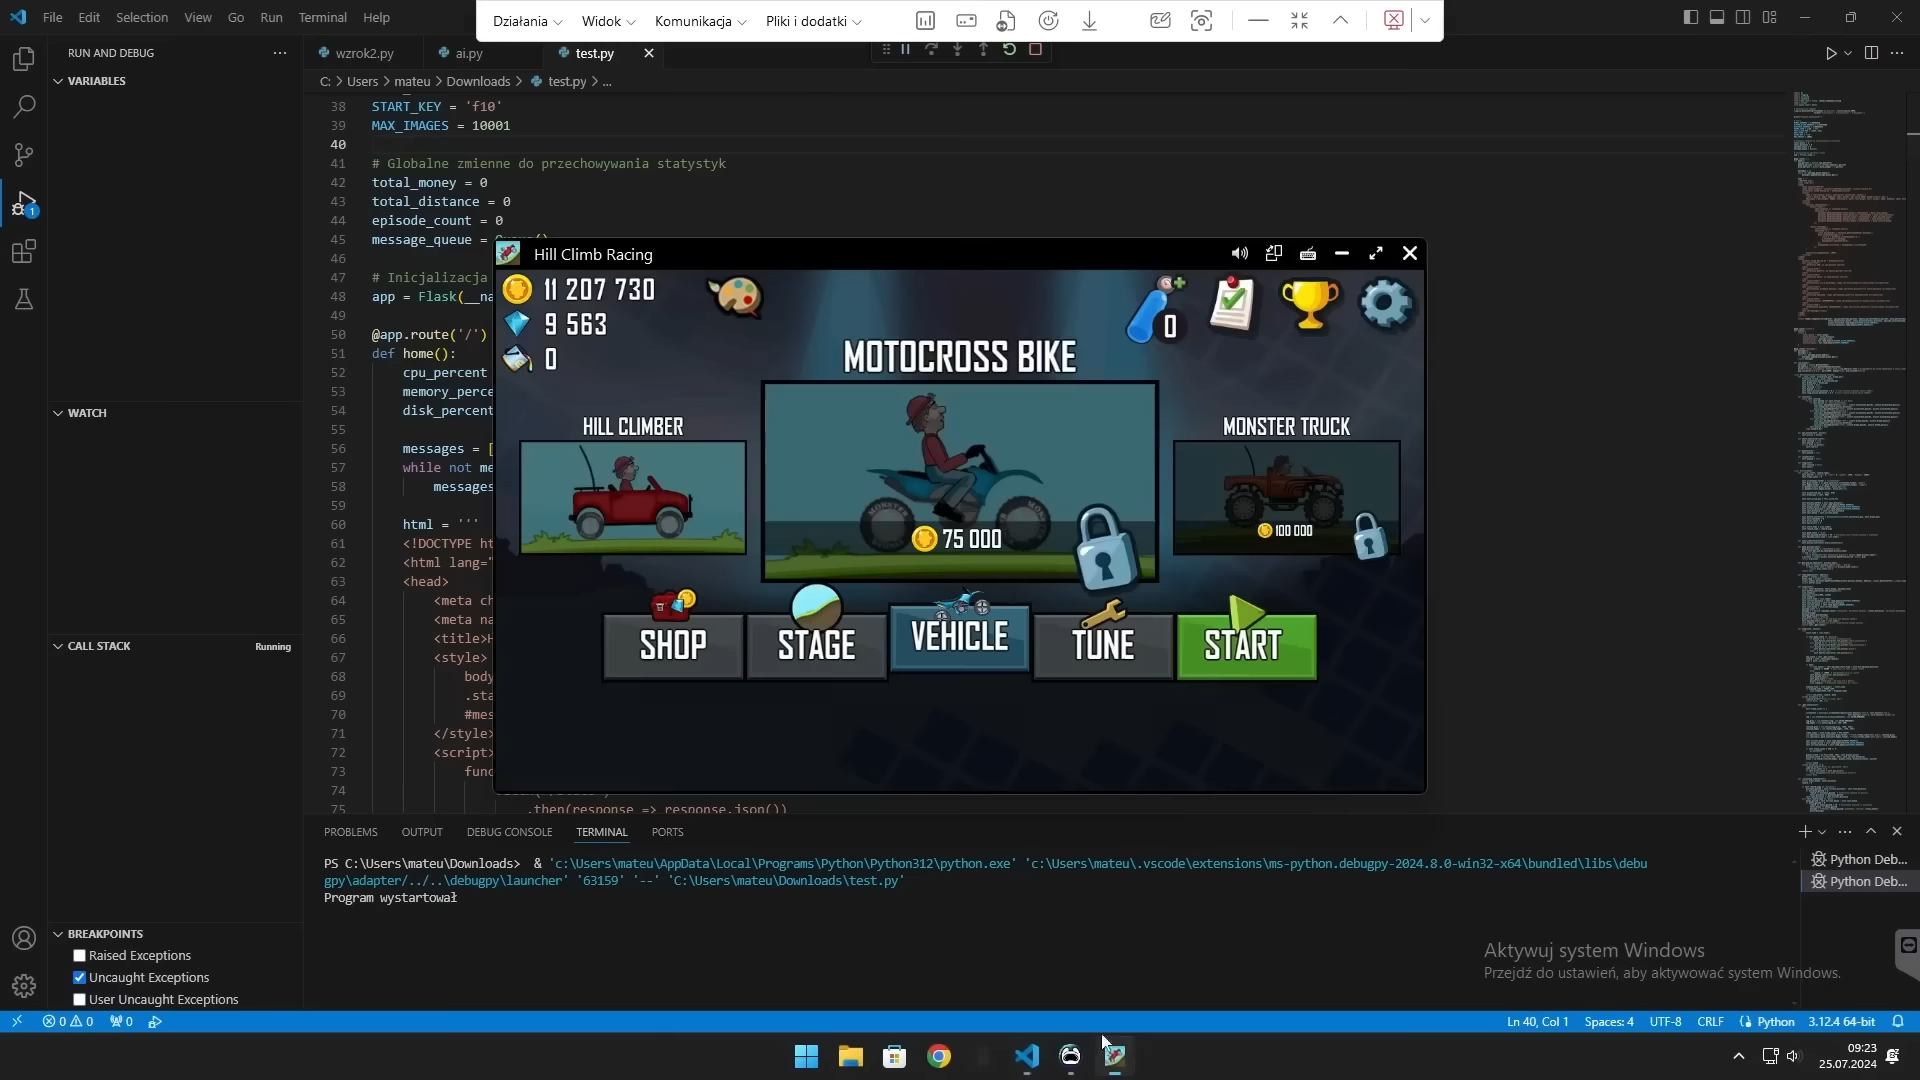 File Edit Selection View Go Run Terminal Help
Działania Widok Komunikacja Pliki i dodatki
RUN AND DEBUG
VARIABLES
WATCH
CALL STACK Running
BREAKPOINTS
Raised Exceptions
Uncaught Exceptions
User Uncaught Exceptions
wzrok2.py ai.py test.py
C: > Users > mateu > Downloads > test.py > ...
38 START_KEY = 'f10'
39 MAX_IMAGES = 10001
40
41 # Globalne zmienne do przechowywania statystyk
42 total_money = 0
43 total_distance = 0
44 episode_count = 0
45 message_queue =
46
47 # Inicjalizacja
48 app = Flask(__na
49
50 @app.route('/')
51 def home():
52 cpu_percent
53 memory_perce
54 disk_percent
55
56 messages = [
57 while not me
58 messages
59
60 html = '''
61 <!DOCTYPE ht
62 <html lang="
63 <head>
64 <meta ch
65 <meta na
66 <title>H
67 <style>
68 body
69 .sta
70 #mes
71 </style>
72 <script>
73 func
74
75 .then(response => response.json())
Hill Climb Racing
11 207 730
9 563
0
0
MOTOCROSS BIKE
HILL CLIMBER
MONSTER TRUCK
75 000
100 000
SHOP STAGE VEHICLE TUNE START
PROBLEMS OUTPUT DEBUG CONSOLE TERMINAL PORTS
PS C:\Users\mateu\Downloads> & 'c:\Users\mateu\AppData\Local\Programs\Python\Python312\python.exe' 'c:\Users\mateu\.vscode\extensions\ms-python.debugpy-2024.8.0-win32-x64\bundled\libs\debu
gpy\adapter/../..\debugpy\launcher' '63159' '--' 'C:\Users\mateu\Downloads\test.py'
Program wystartował
Python Deb...
Python Deb...
Aktywuj system Windows
Przejdź do ustawień, aby aktywować system Windows.
0 0 0
1
Ln 40, Col 1 Spaces: 4 UTF-8 CRLF Python 3.12.4 64-bit
09:23
25.07.2024